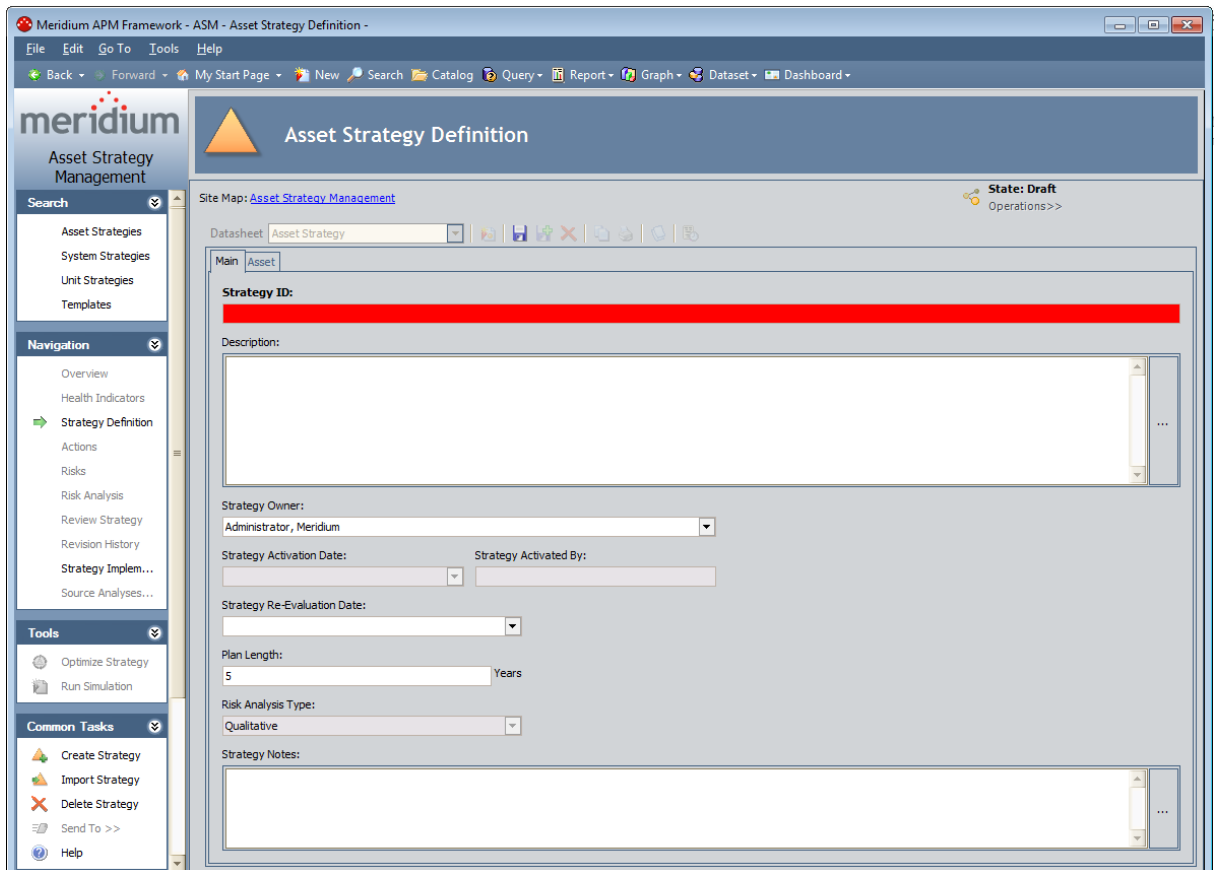 Meridium APM Framework - ASM - Asset Strategy Definition -
File Edit Go To Tools Help
Back Forward My Start Page New Search Catalog Query Report Graph Dataset Dashboard
meridium
Asset Strategy
Management
Asset Strategy Definition
Search
Asset Strategies
System Strategies
Unit Strategies
Templates
Navigation
Overview
Health Indicators
Strategy Definition
Actions
Risks
Risk Analysis
Review Strategy
Revision History
Strategy Implem...
Source Analyses...
Tools
Optimize Strategy
Run Simulation
Common Tasks
Create Strategy
Import Strategy
Delete Strategy
Send To >>
Help
Site Map: Asset Strategy Management
State: Draft
Operations>>
Datasheet Asset Strategy
Main Asset
Strategy ID:
Description:
...
Strategy Owner:
Administrator, Meridium
Strategy Activation Date: Strategy Activated By:
Strategy Re-Evaluation Date:
Plan Length:
5 Years
Risk Analysis Type:
Qualitative
Strategy Notes:
...